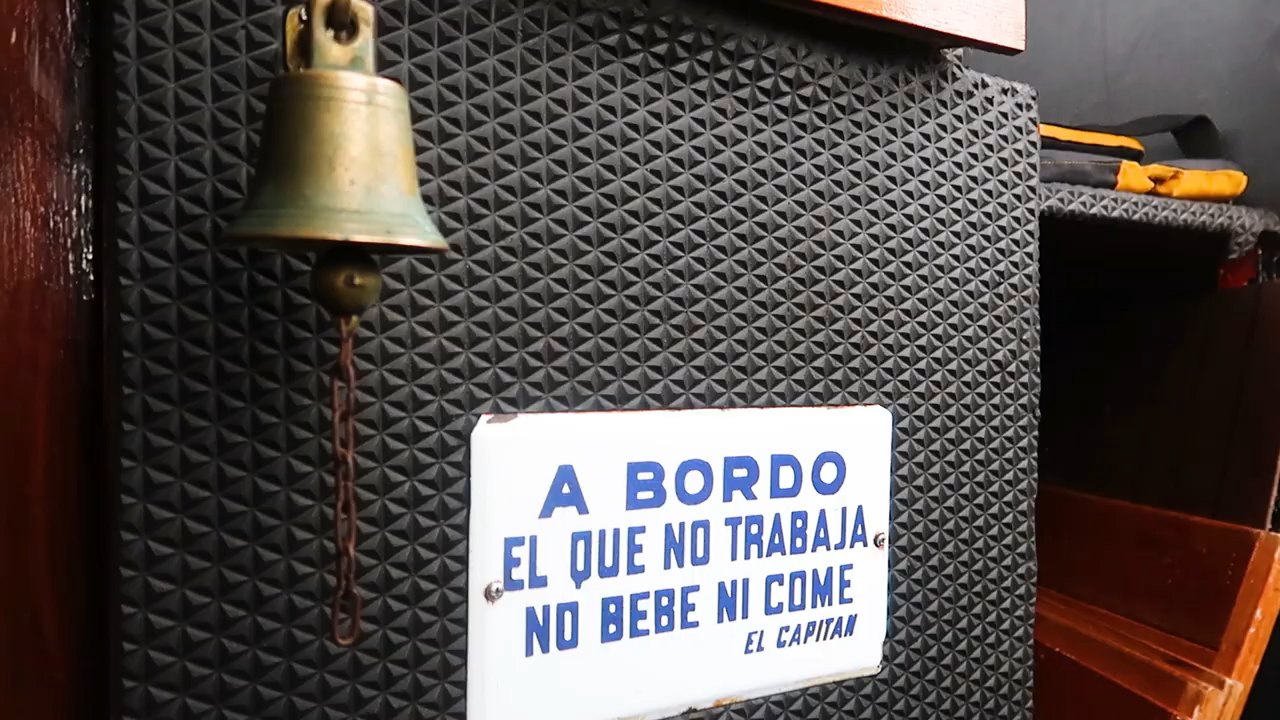 A BORDO
EL QUE NO TRABAJA
NO BEBE NI COME
EL CAPITAN